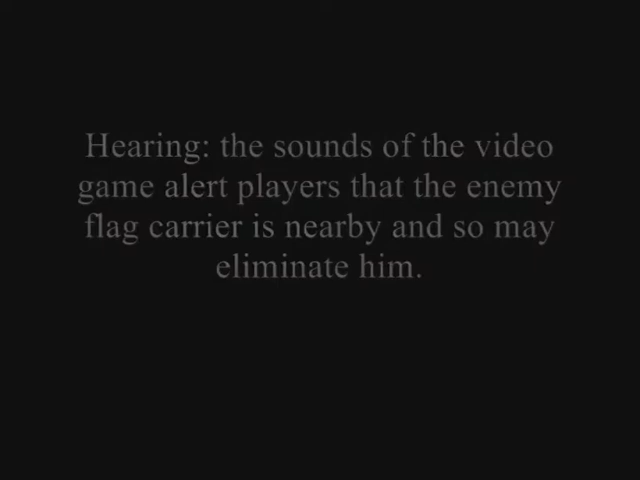 Hearing: the sounds of the video
game alert players that the enemy
flag carrier is nearby and so may
eliminate him.